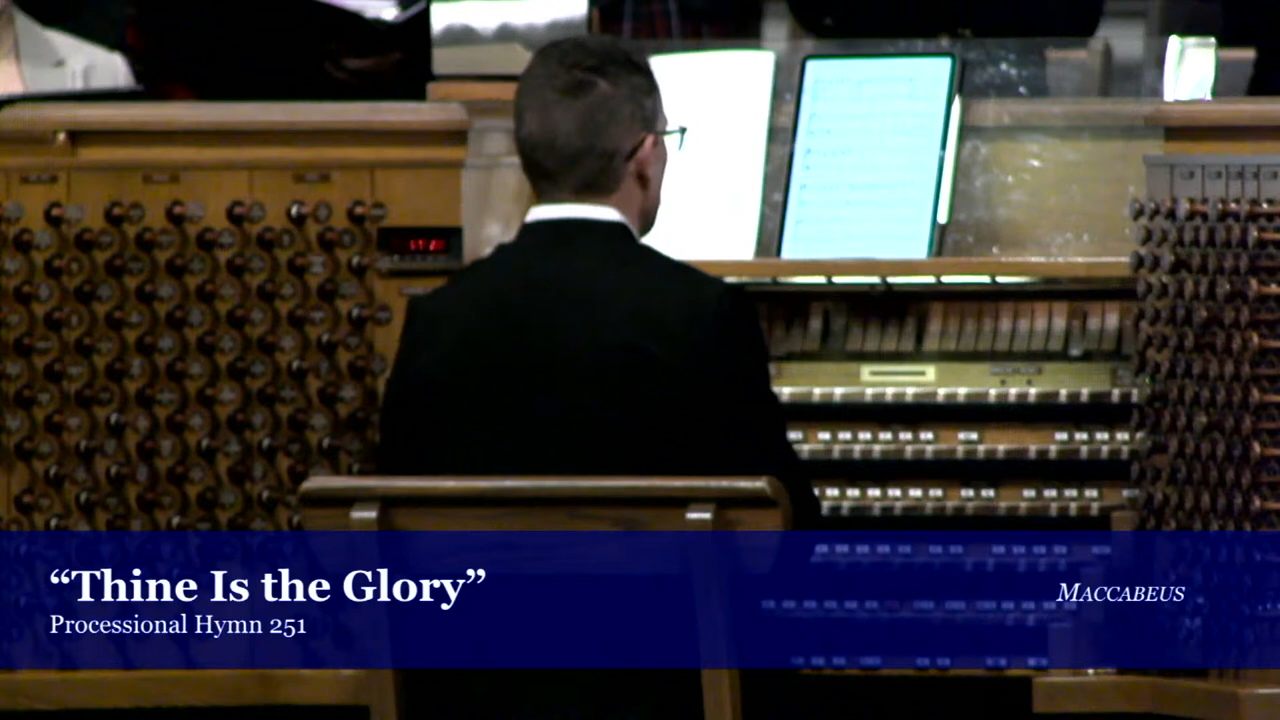 “Thine Is the Glory”
Processional Hymn 251
MACCABEUS